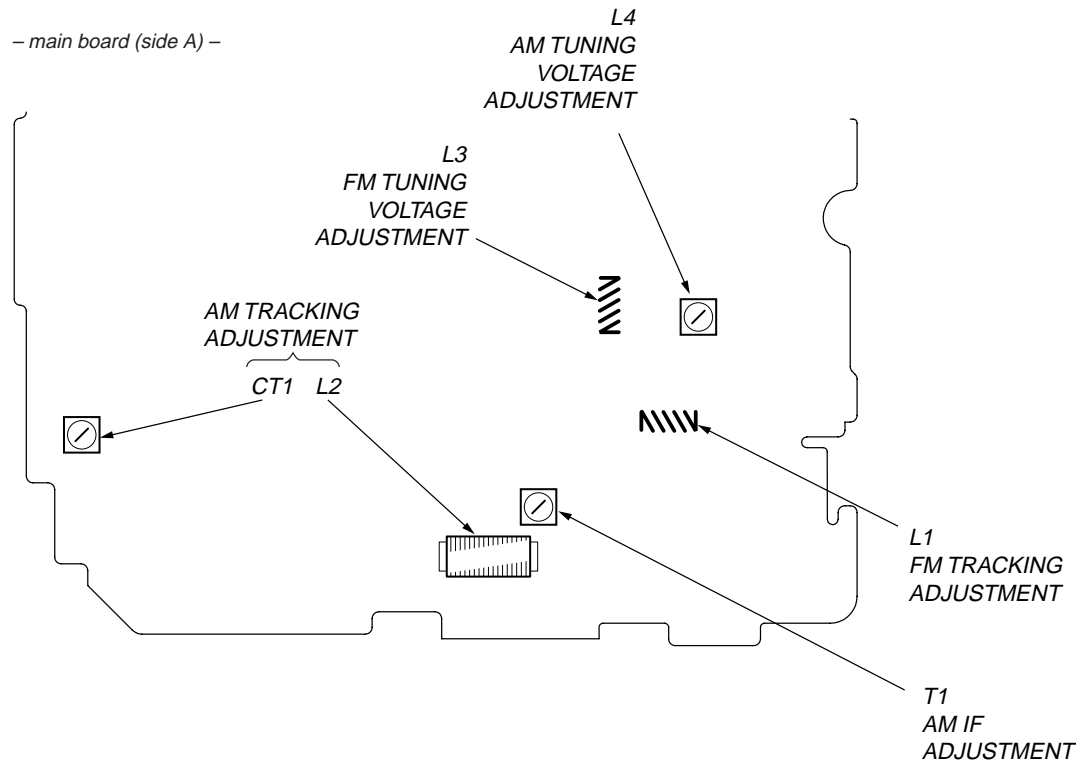 – main board (side A) –
L4
AM TUNING
VOLTAGE
ADJUSTMENT
L3
FM TUNING
VOLTAGE
ADJUSTMENT
AM TRACKING
ADJUSTMENT
CT1 L2
L1
FM TRACKING
ADJUSTMENT
T1
AM IF
ADJUSTMENT